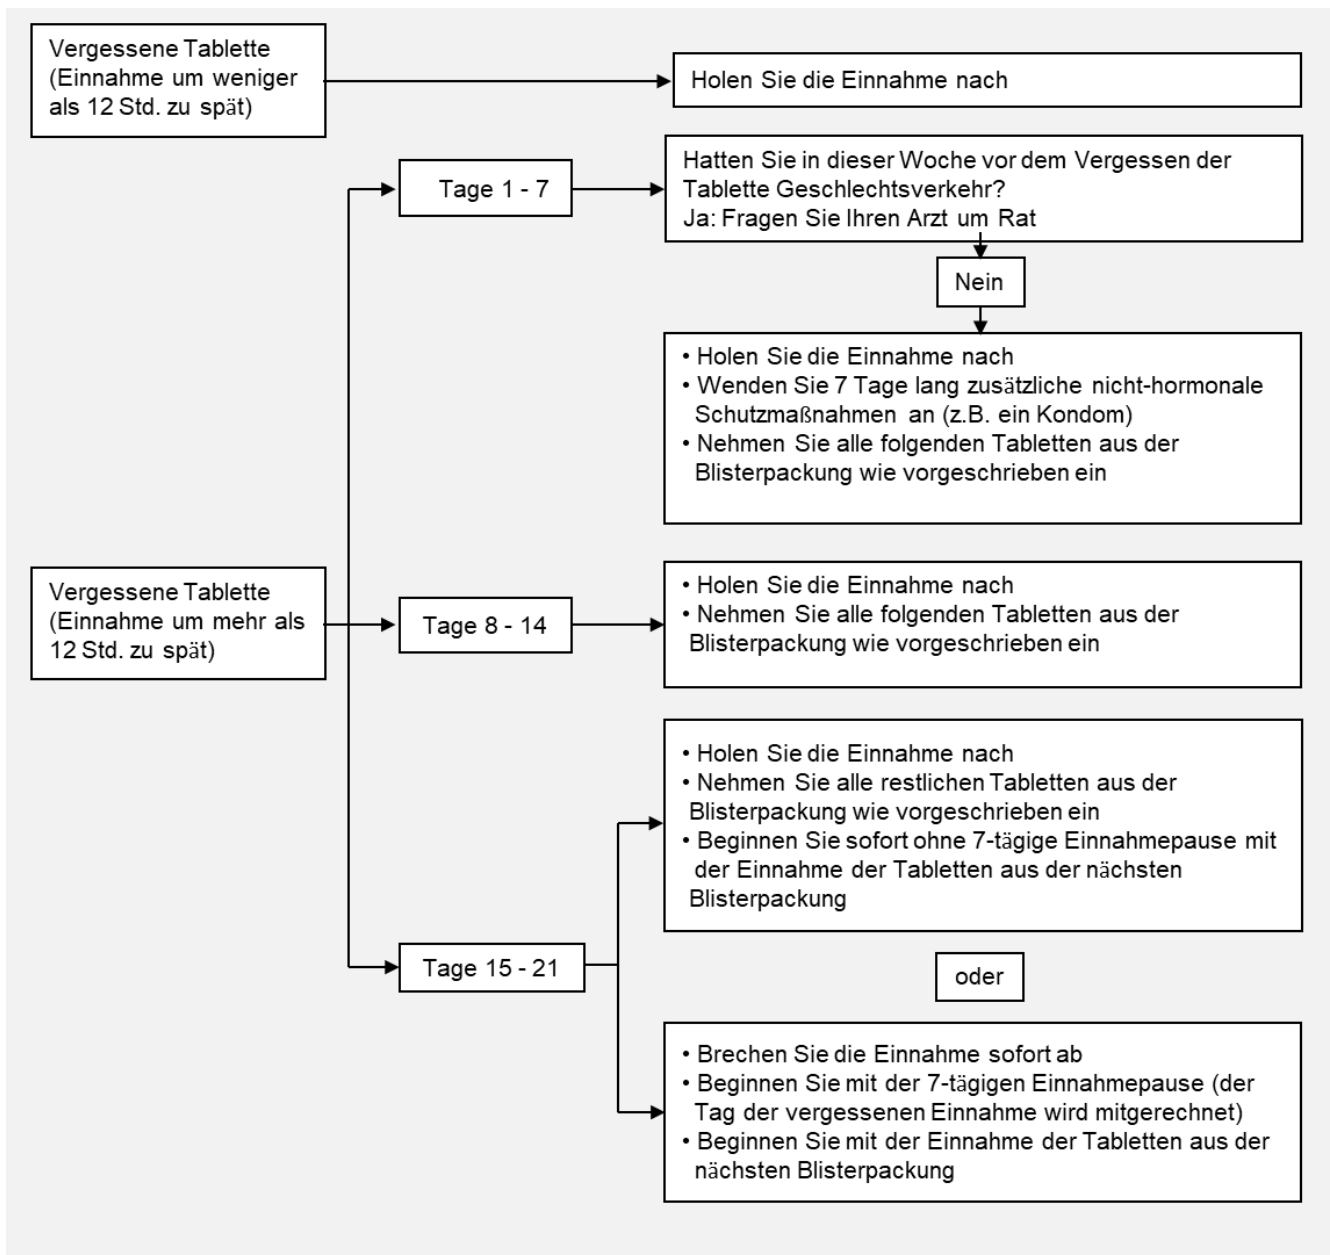 Vergessene Tablette
(Einnahme um weniger
als 12 Std. zu spät)
Holen Sie die Einnahme nach
Tage 1 - 7
Hatten Sie in dieser Woche vor dem Vergessen der
Tablette Geschlechtsverkehr?
Ja: Fragen Sie Ihren Arzt um Rat
Nein
• Holen Sie die Einnahme nach
• Wenden Sie 7 Tage lang zusätzliche nicht-hormonale
Schutzmaßnahmen an (z.B. ein Kondom)
• Nehmen Sie alle folgenden Tabletten aus der
Blisterpackung wie vorgeschrieben ein
Vergessene Tablette
(Einnahme um mehr als
12 Std. zu spät)
Tage 8 - 14
• Holen Sie die Einnahme nach
• Nehmen Sie alle folgenden Tabletten aus der
Blisterpackung wie vorgeschrieben ein
Tage 15 - 21
• Holen Sie die Einnahme nach
• Nehmen Sie alle restlichen Tabletten aus der
Blisterpackung wie vorgeschrieben ein
• Beginnen Sie sofort ohne 7-tägige Einnahmepause mit
der Einnahme der Tabletten aus der nächsten
Blisterpackung
oder
• Brechen Sie die Einnahme sofort ab
• Beginnen Sie mit der 7-tägigen Einnahmepause (der
Tag der vergessenen Einnahme wird mitgerechnet)
• Beginnen Sie mit der Einnahme der Tabletten aus der
nächsten Blisterpackung